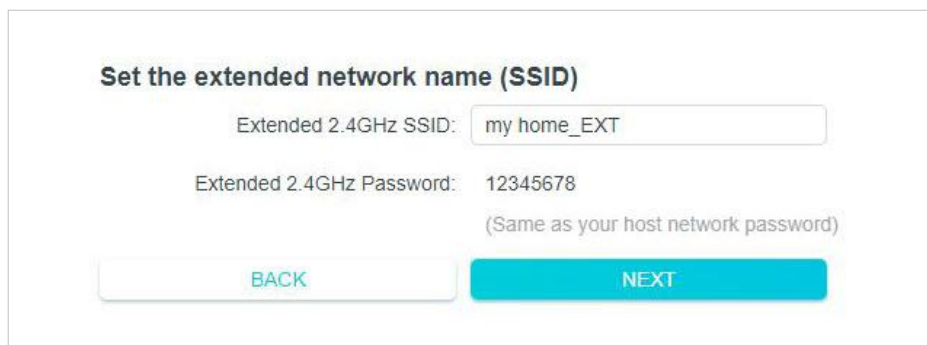 Set the extended network name (SSID)
Extended 2.4GHz SSID: my home_EXT
Extended 2.4GHz Password: 12345678
(Same as your host network password)
BACK NEXT